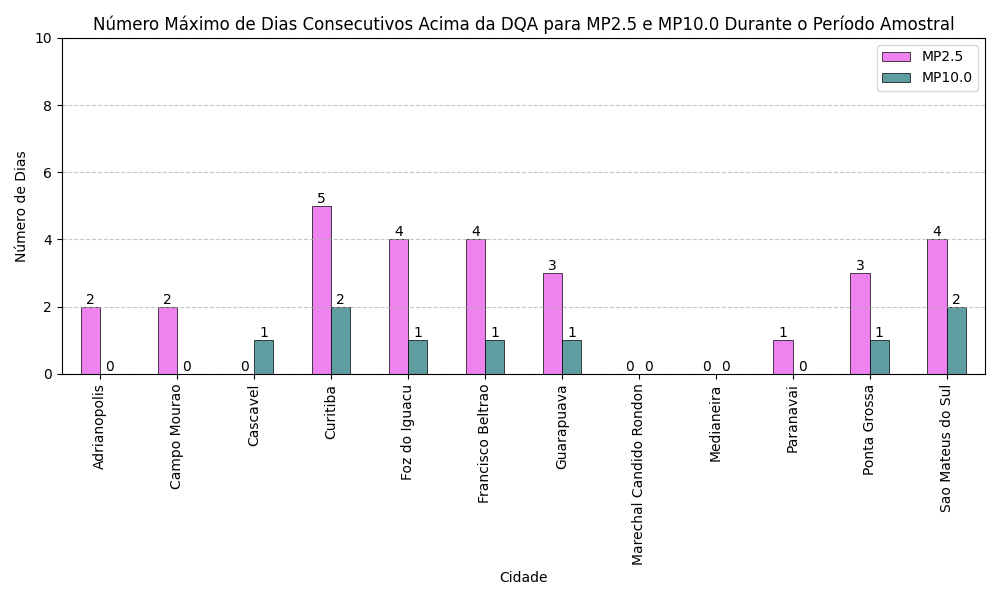 Número Máximo de Dias Consecutivos Acima da DQA para MP2.5 e MP10.0 Durante o Período Amostral
MP2.5
MP10.0
Número de Dias
10
8
6
4
2
0
2 0
2 0
0 1
5 2
4 1
4 1
3 1
0 0
0 0
1 0
3 1
4 2
Adrianopolis
Campo Mourao
Cascavel
Curitiba
Foz do Iguacu
Francisco Beltrao
Guarapuava
Marechal Candido Rondon
Medianeira
Paranavai
Ponta Grossa
Sao Mateus do Sul
Cidade